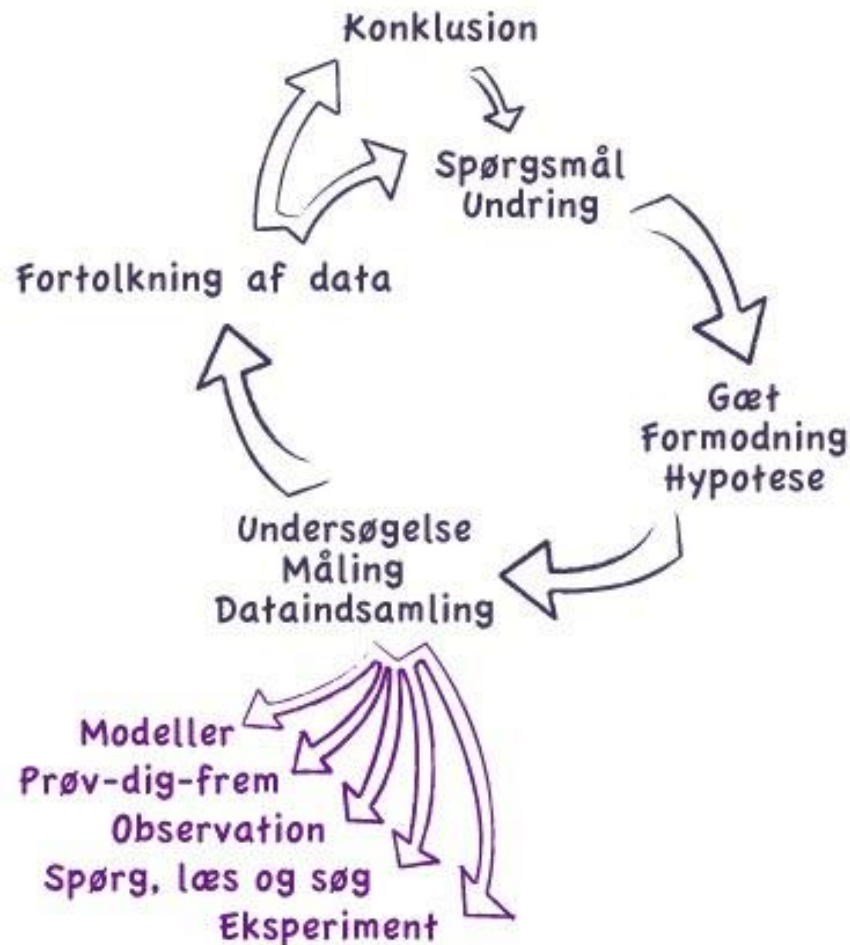 Konklusion
Spørgsmål
Undring
Fortolkning af data
Gæt
Formodning
Hypotese
Undersøgelse
Måling
Dataindsamling
Modeller
Prøv-dig-frem
Observation
Spørg, læs og søg
Eksperiment